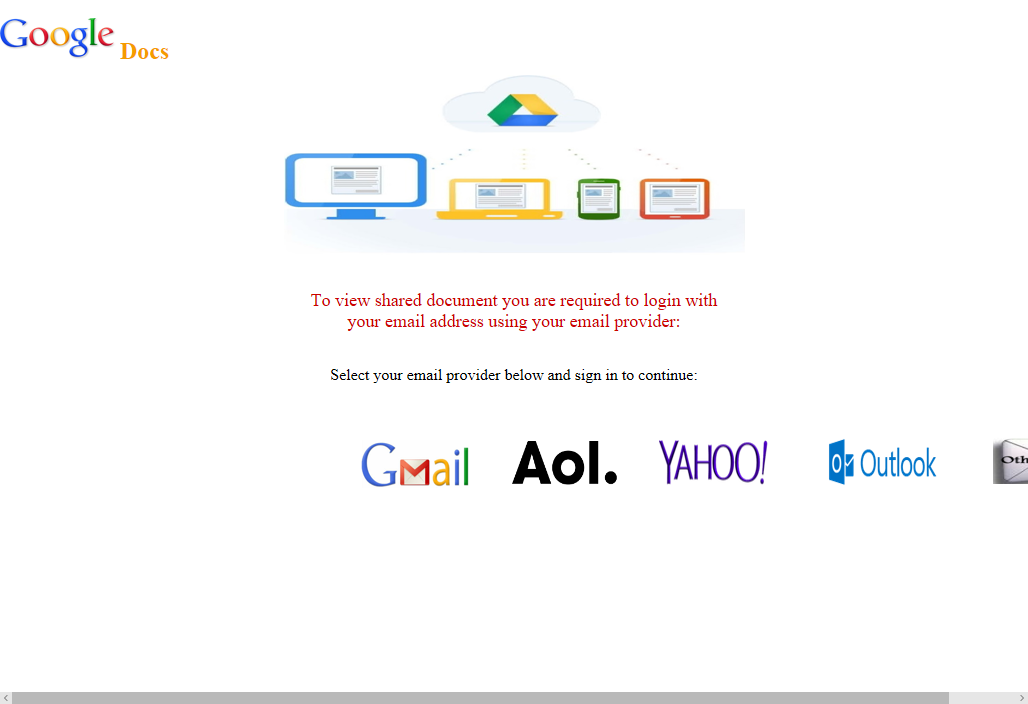 Google Docs
To view shared document you are required to login with
your email address using your email provider:
Select your email provider below and sign in to continue:
Gmail Aol. YAHOO! Outlook